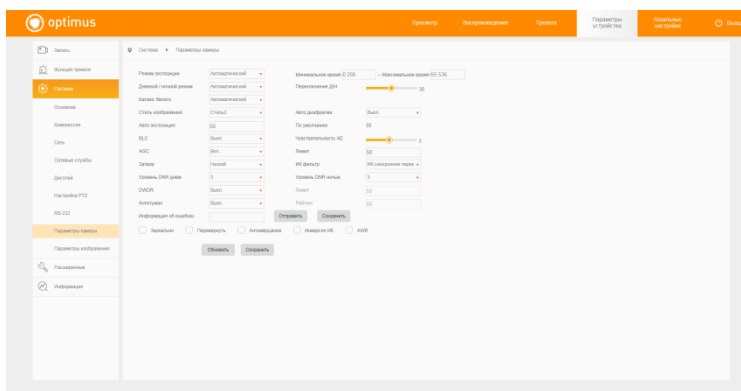 optimus
Просмотр Воспроизведение Тревога Параметры устройства Локальные настройки Выход
Запись
Система Параметры камеры
Функция тревоги
Система
Основное
Компрессия
Сеть
Сетевые службы
Дисплей
Настройка PTZ
RS-232
Параметры камеры
Параметры изображения
Расширенные
Информация
Режим экспозиции Автоматический Минимальное время 0.256 ~ Максимальное время 65.536
Дневной / ночной режим Автоматический Переключение Д/Н 30
Баланс белого Автоматический
Стиль изображения Стиль2 Авто диафрагма Выкл.
Авто экспозиция 50 По умолчанию 50
BLC Выкл. Чувствительность АЕ 5
AGC Вкл. Лимит 50
Затвор Низкий ИК фильтр ИК синхронное перек
Уровень DNR днем 3 Уровень DNR ночью 3
DWDR Выкл. Лимит 50
Антитуман Выкл. Рейтинг 50
Информация об ошибках Отправить Сохранить
Зеркально Перевернуть Антимерцание Инверсия ИК AWB
Обновить Сохранить